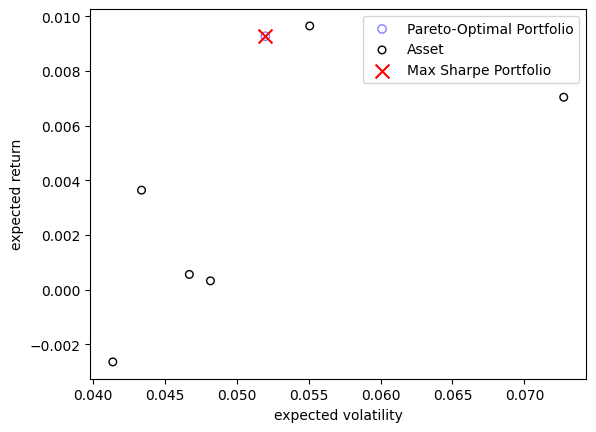 Pareto-Optimal Portfolio
Asset
Max Sharpe Portfolio
expected return
0.010
0.008
0.006
0.004
0.002
0.000
−0.002
0.040 0.045 0.050 0.055 0.060 0.065 0.070
expected volatility